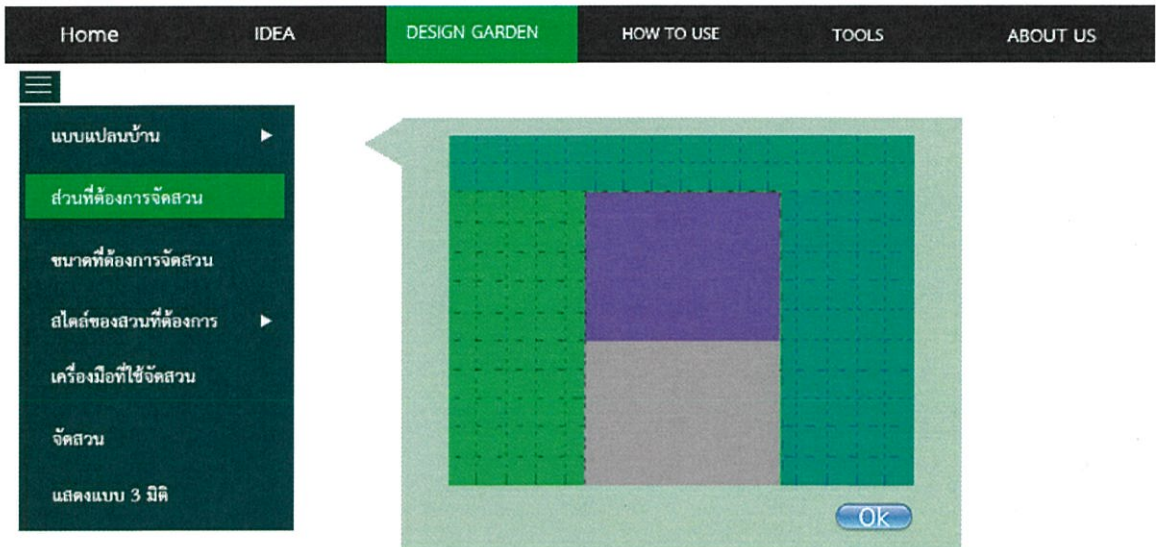 Home IDEA DESIGN GARDEN HOW TO USE TOOLS ABOUT US
แบบแปลนบ้าน
ส่วนที่ต้องการจัดสวน
ขนาดที่ต้องการจัดสวน
สไตล์ของสวนที่ต้องการ
เครื่องมือที่ใช้จัดสวน
จัดสวน
แสดงแบบ 3 มิติ
Ok